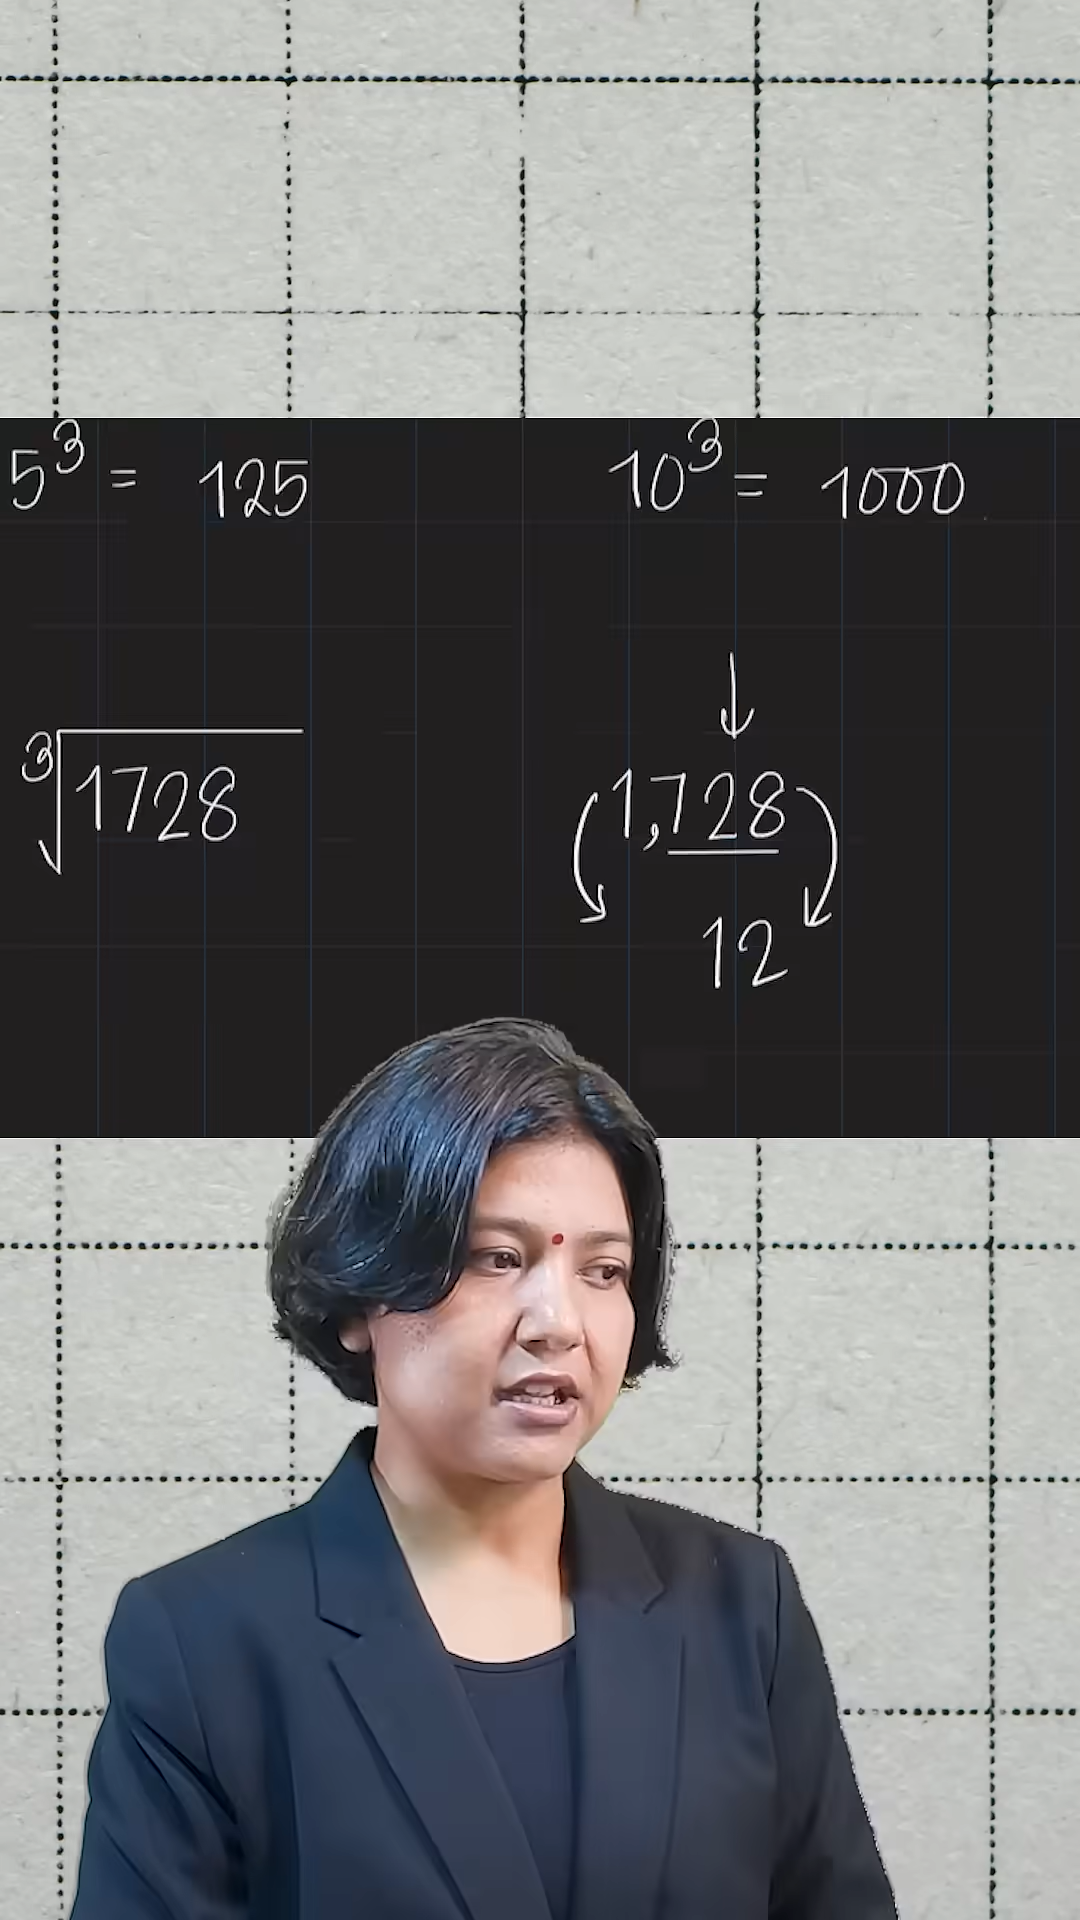 5³ = 125
10³ = 1000
∛1728
1,728
12